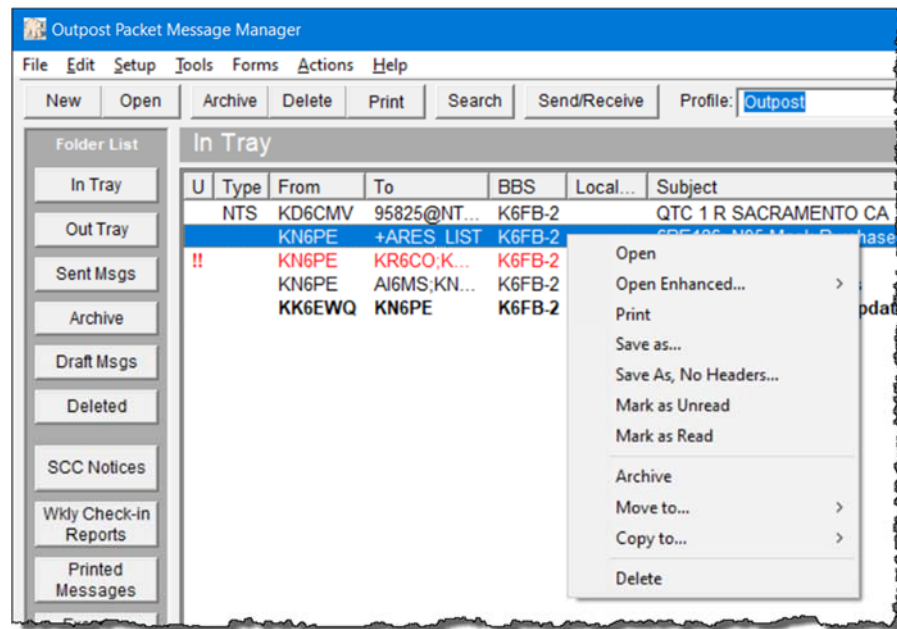 Outpost Packet Message Manager
File Edit Setup Tools Forms Actions Help
New Open Archive Delete Print Search Send/Receive Profile: Outpost
Folder List
In Tray
Out Tray
Sent Msgs
Archive
Draft Msgs
Deleted
SCC Notices
Wkly Check-in
Reports
Printed
Messages
In Tray
U Type From To BBS Local... Subject
NTS KD6CMV 95825@NT... K6FB-2 QTC 1 R SACRAMENTO CA
KN6PE +ARES LIST K6FB-2
!! KN6PE KR6CO;K... K6FB-2
KN6PE AI6MS;KN... K6FB-2
KK6EWQ KN6PE K6FB-2
Open
Open Enhanced...
Print
Save as...
Save As, No Headers...
Mark as Unread
Mark as Read
Archive
Move to...
Copy to...
Delete